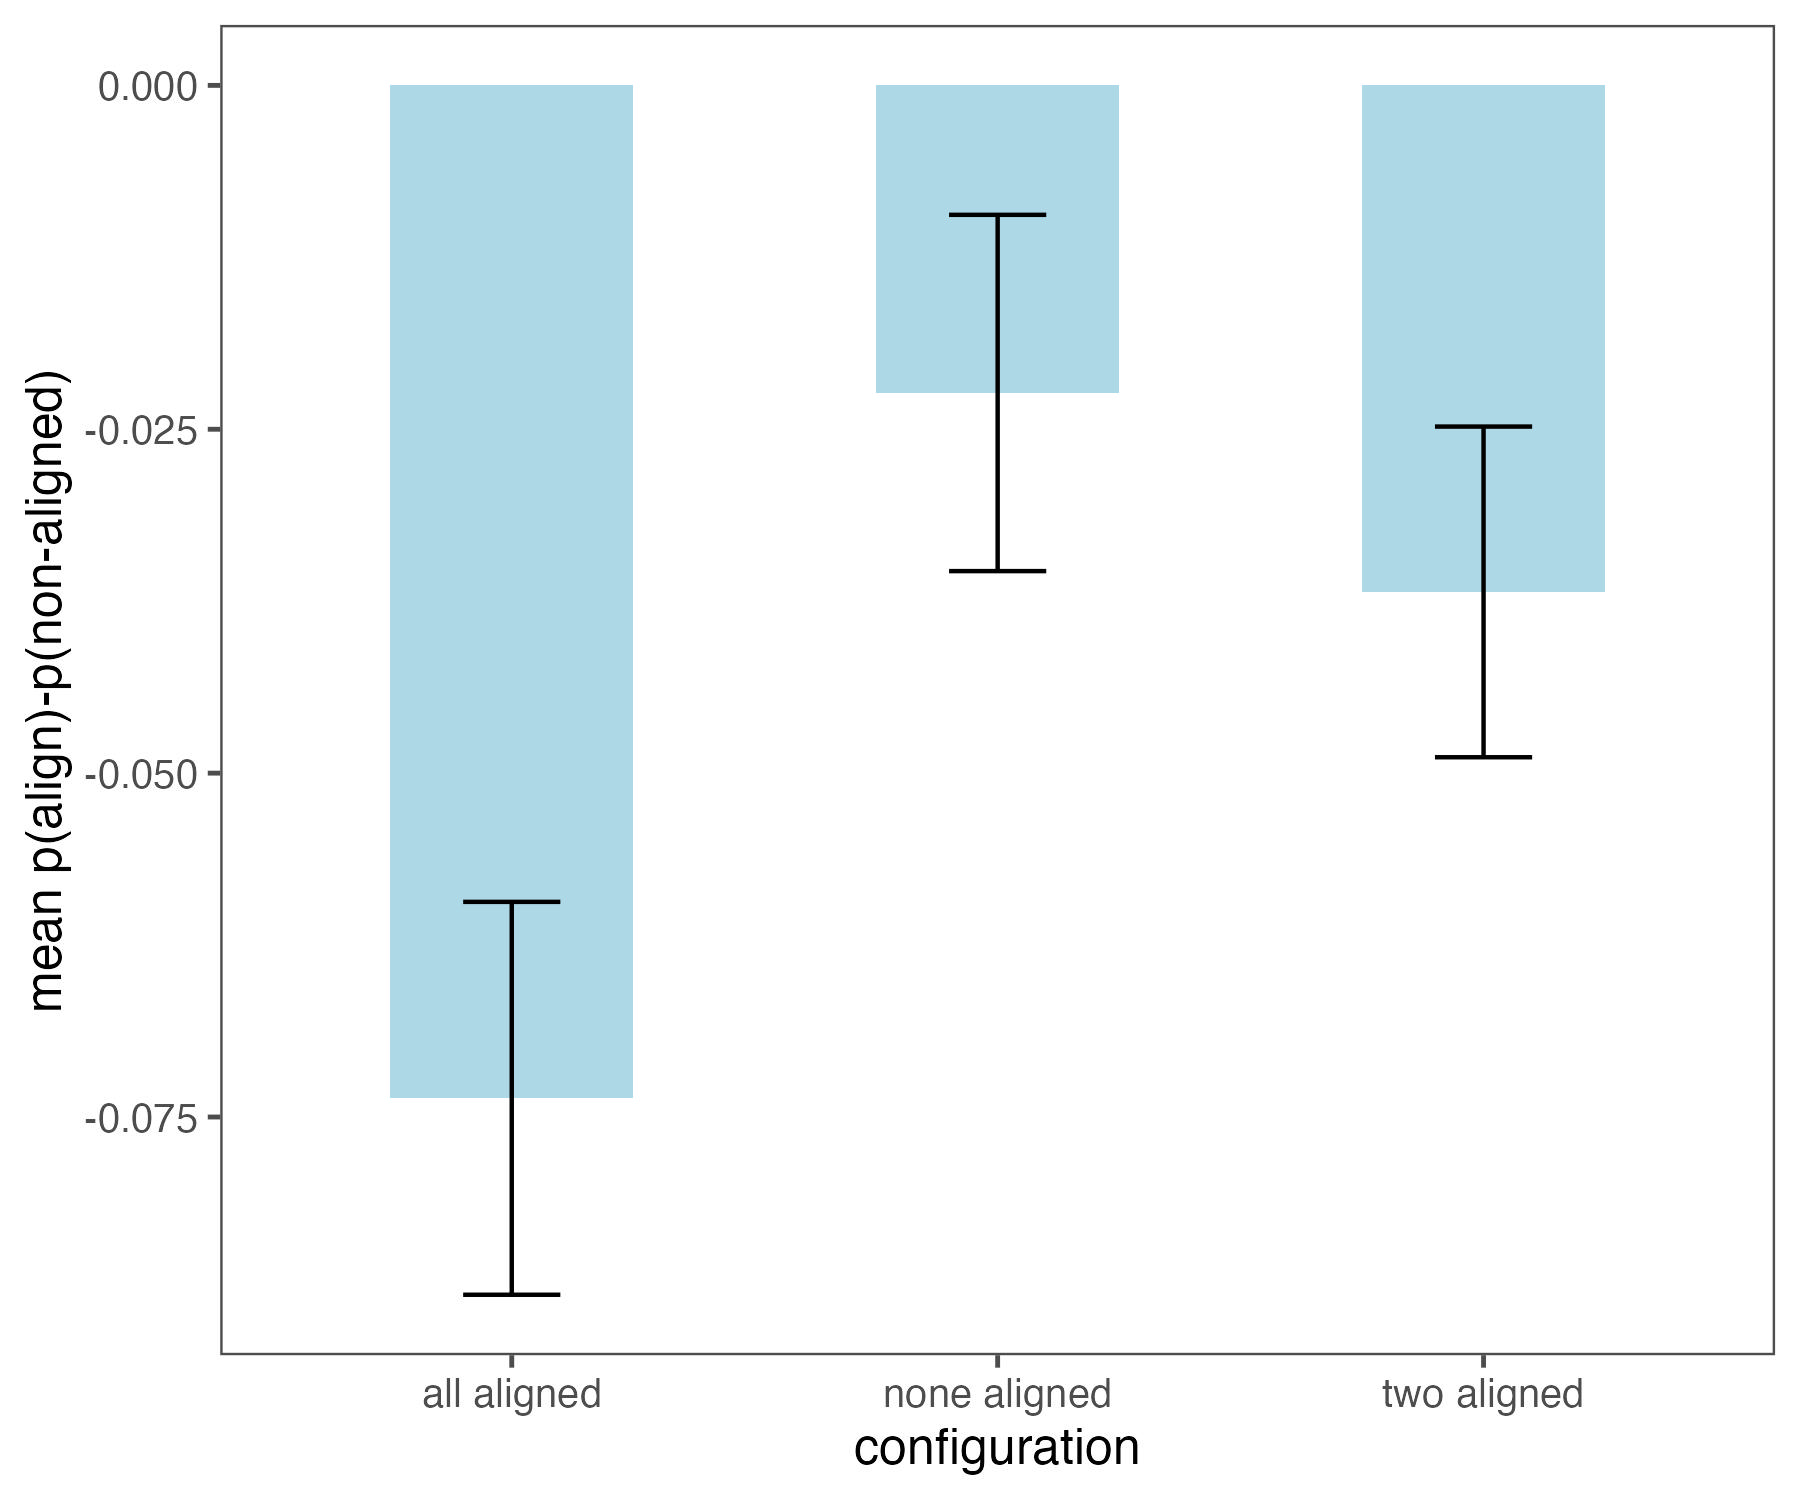 mean p(align)-p(non-aligned)
0.000
-0.025
-0.050
-0.075
all aligned
none aligned
two aligned
configuration